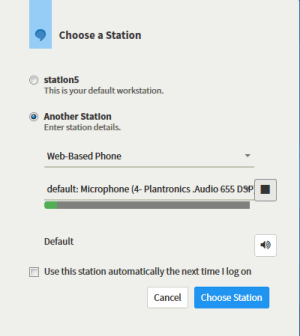 Choose a Station
station5
This is your default workstation.
Another Station
Enter station details.
Web-Based Phone
default: Microphone (4- Plantronics .Audio 655 DSP
Default
Use this station automatically the next time I log on
Cancel
Choose Station